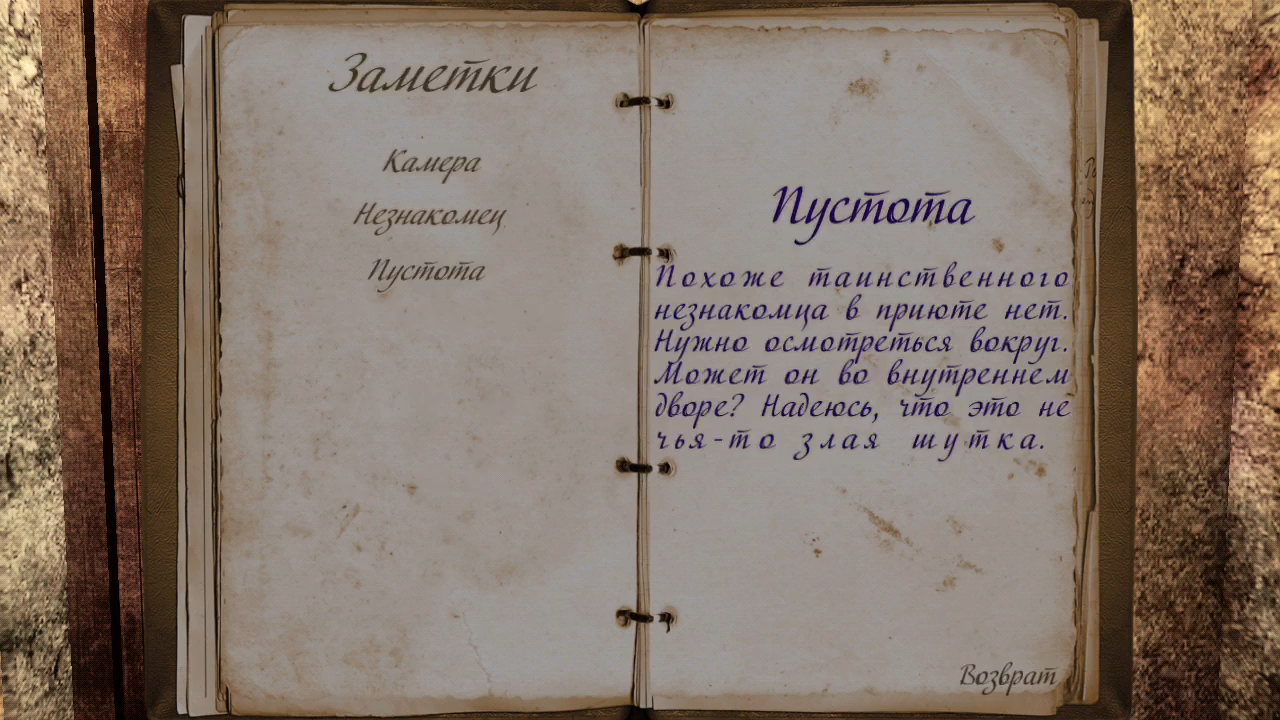 Заметки
Камера
Незнакомец
Пустота
Пустота
Похоже таинственного
незнакомца в приюте нет.
Нужно осмотреться вокруг.
Может он во внутреннем
дворе? Надеюсь, что это не
чья-то злая шутка.
Возврат